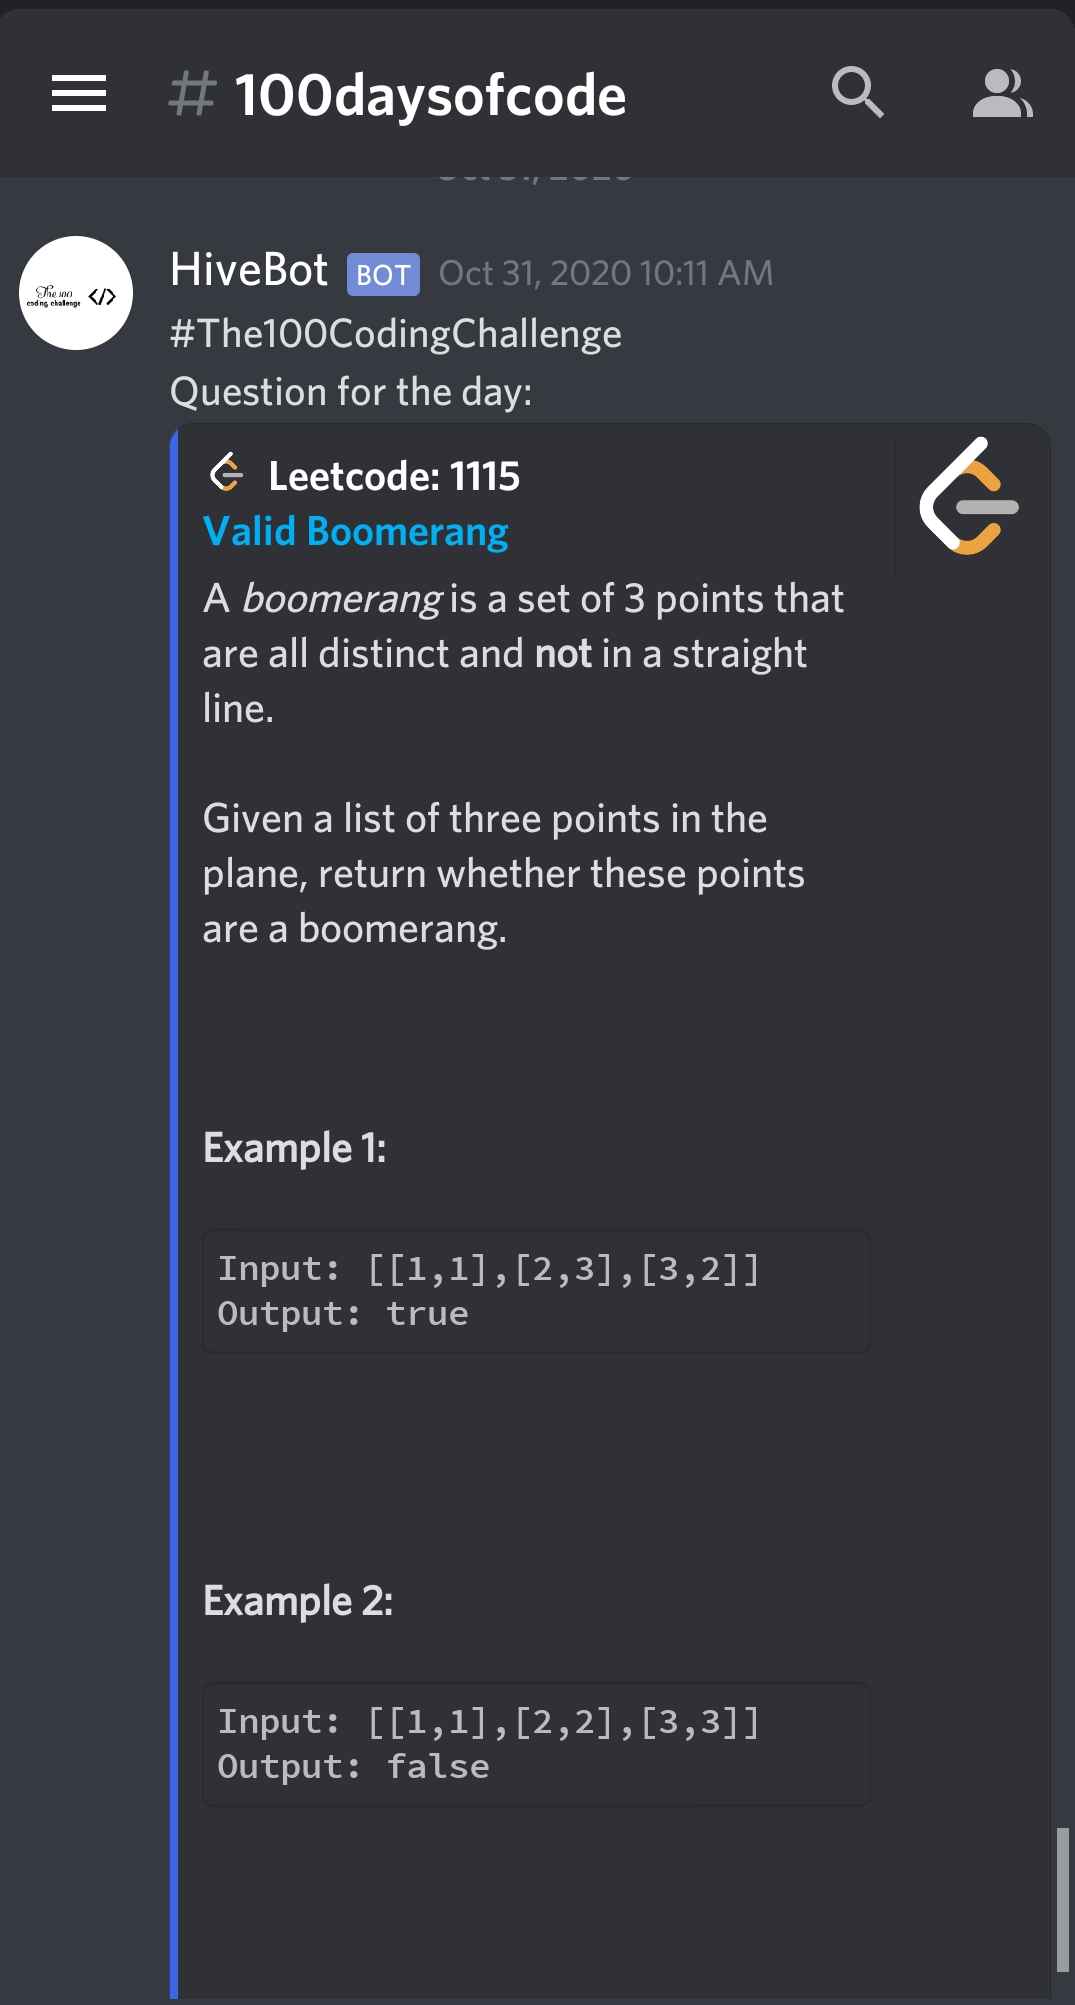 # 100daysofcode
HiveBot BOT Oct 31, 2020 10:11 AM
The 100
coding challenge </>
#The100CodingChallenge
Question for the day:
Leetcode: 1115
Valid Boomerang
A boomerang is a set of 3 points that
are all distinct and not in a straight
line.
Given a list of three points in the
plane, return whether these points
are a boomerang.
Example 1:
Input: [[1,1],[2,3],[3,2]]
Output: true
Example 2:
Input: [[1,1],[2,2],[3,3]]
Output: false